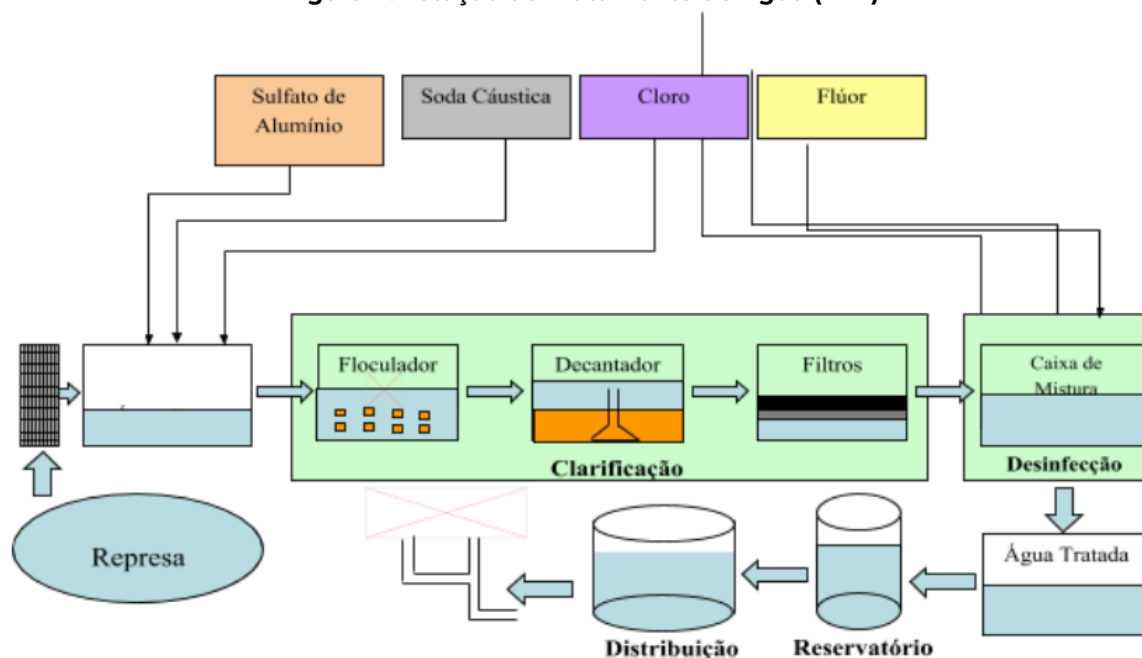 Sulfato de
Alumínio
Soda Cáustica
Cloro
Flúor
Floculador
Decantador
Filtros
Caixa de
Mistura
Clarificação
Desinfecção
Represa
Água Tratada
Distribuição
Reservatório